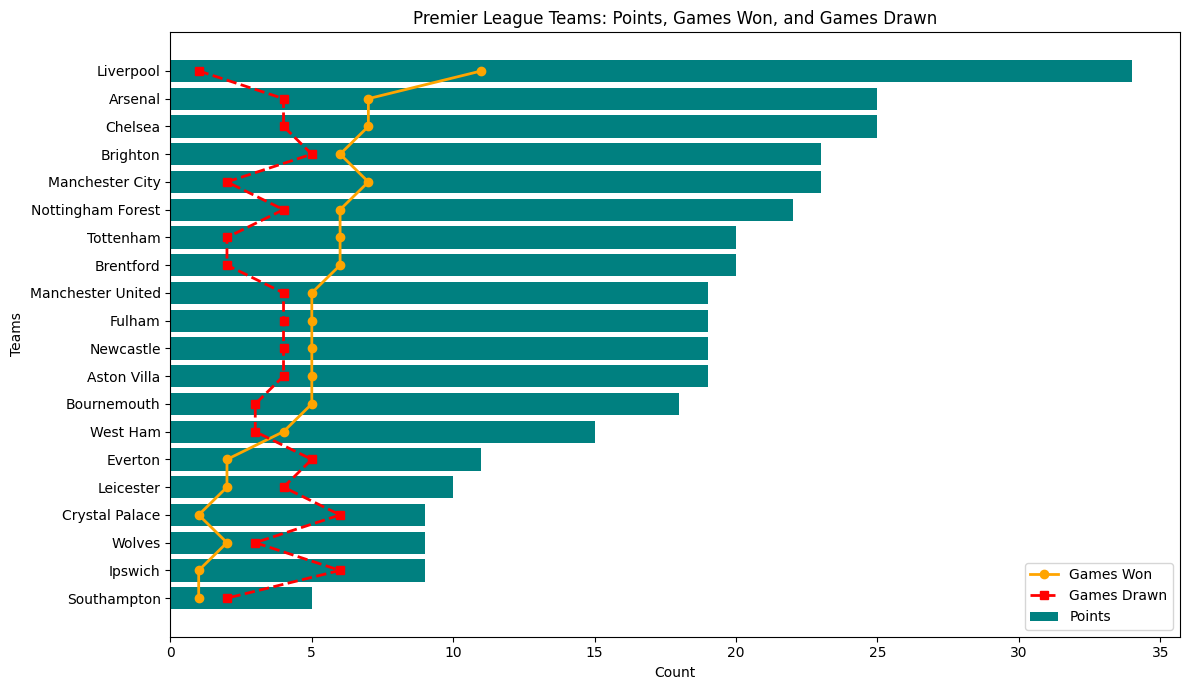 Premier League Teams: Points, Games Won, and Games Drawn
Teams
Liverpool
Arsenal
Chelsea
Brighton
Manchester City
Nottingham Forest
Tottenham
Brentford
Manchester United
Fulham
Newcastle
Aston Villa
Bournemouth
West Ham
Everton
Leicester
Crystal Palace
Wolves
Ipswich
Southampton
Games Won
Games Drawn
Points
0 5 10 15 20 25 30 35
Count